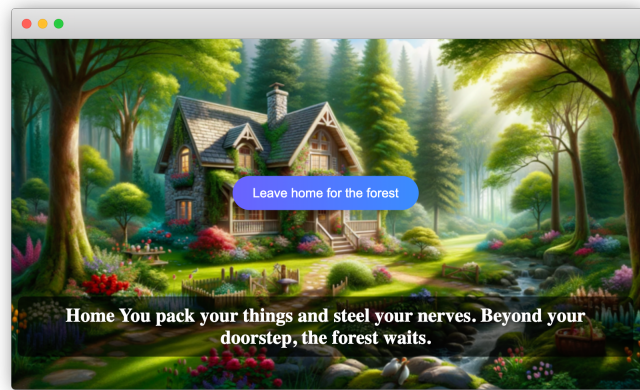 Leave home for the forest
Home You pack your things and steel your nerves. Beyond your
doorstep, the forest waits.